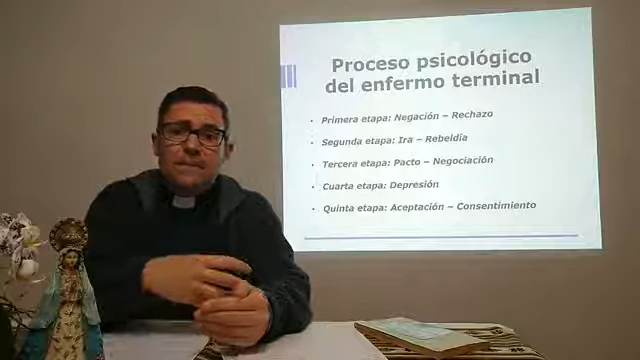 Proceso psicológico
del enfermo terminal
Primera etapa: Negación – Rechazo
Segunda etapa: Ira – Rebeldía
Tercera etapa: Pacto – Negociación
Cuarta etapa: Depresión
Quinta etapa: Aceptación – Consentimiento